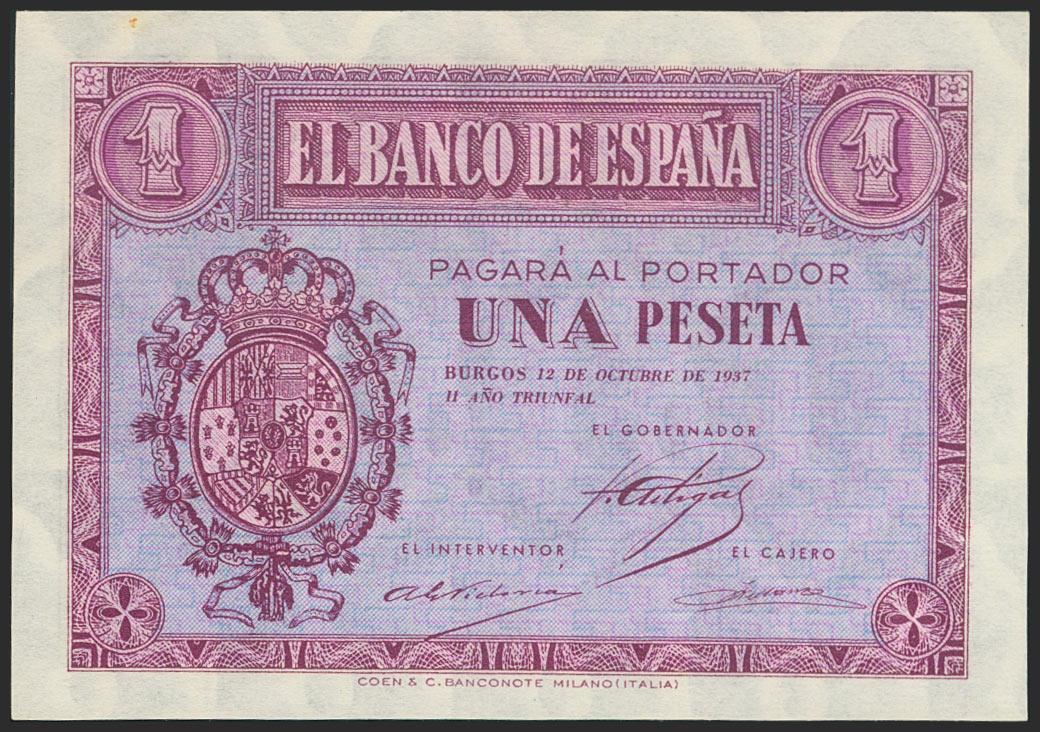 1 EL BANCO DE ESPAÑA 1
PAGARÁ AL PORTADOR
UNA PESETA
BURGOS 12 DE OCTUBRE DE 1937
II AÑO TRIUNFAL
EL GOBERNADOR
EL INTERVENTOR
EL CAJERO
COEN & C. BANCONOTE MILANO (ITALIA)